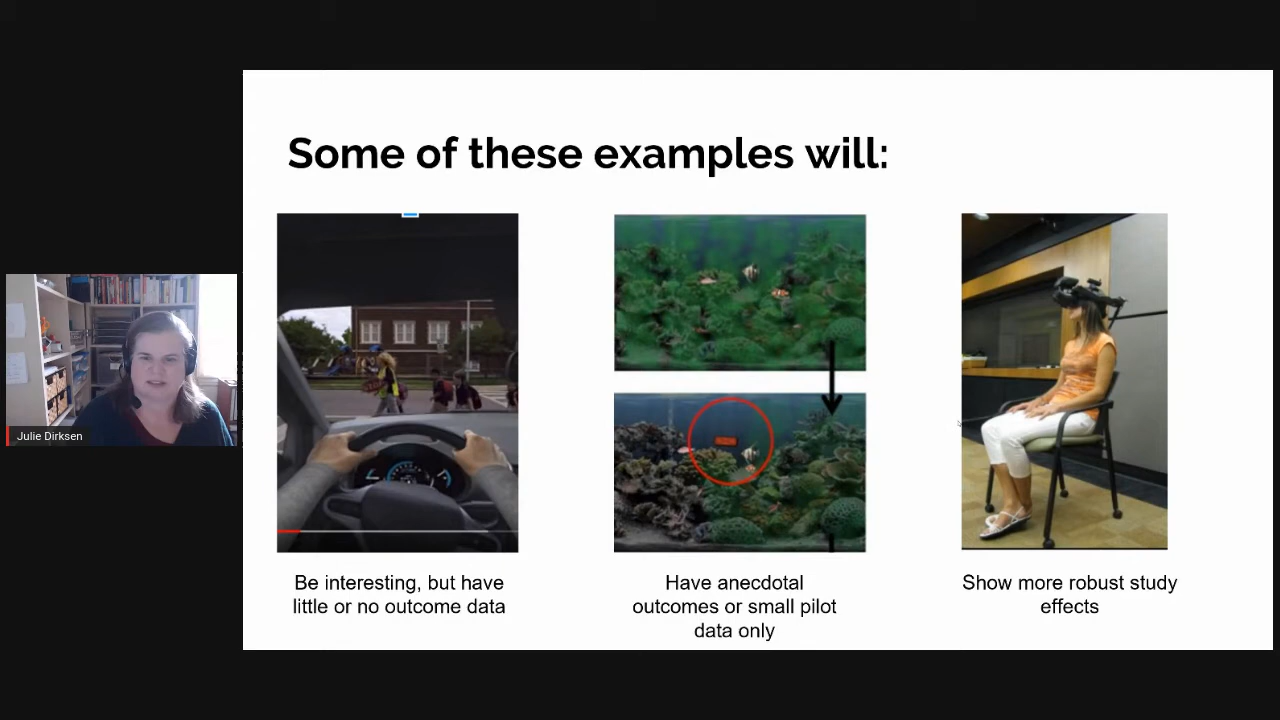 Some of these examples will:
Be interesting, but have
little or no outcome data
Have anecdotal
outcomes or small pilot
data only
Show more robust study
effects
Julie Dirksen